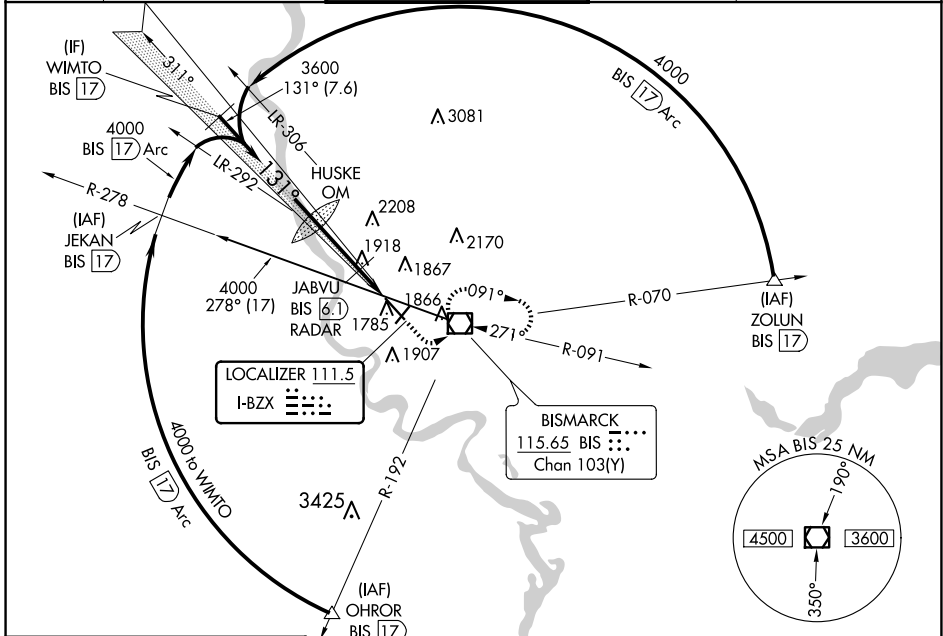 (IF)
WIMTO
BIS 17
311°
3600
131° (7.6)
4000
BIS 17 Arc
3081
4000
BIS 17 Arc
LR-306
LR-292
131°
HUSKE
OM
R-278
(IAF)
JEKAN
BIS 17
2208
1918
2170
1867
4000
278° (17)
JABVU
BIS 6.1
RADAR
1866
1785
1907
091°
271°
R-070
R-091
(IAF)
ZOLUN
BIS 17
LOCALIZER 111.5
I-BZX
BISMARCK
115.65 BIS
Chan 103(Y)
4000 to WIMTO
BIS 17 Arc
R-192
3425
MSA BIS 25 NM
190°
4500
3600
350°
(IAF)
OHROR
BIS 17